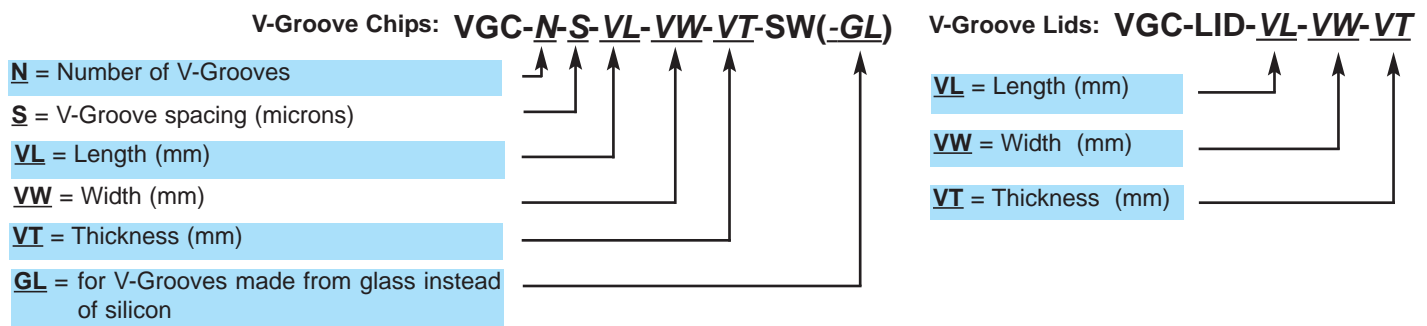 V-Groove Chips: VGC-N-S-VL-VW-VT-SW(-GL)
N = Number of V-Grooves
S = V-Groove spacing (microns)
VL = Length (mm)
VW = Width (mm)
VT = Thickness (mm)
GL = for V-Grooves made from glass instead
of silicon
V-Groove Lids: VGC-LID-VL-VW-VT
VL = Length (mm)
VW = Width (mm)
VT = Thickness (mm)